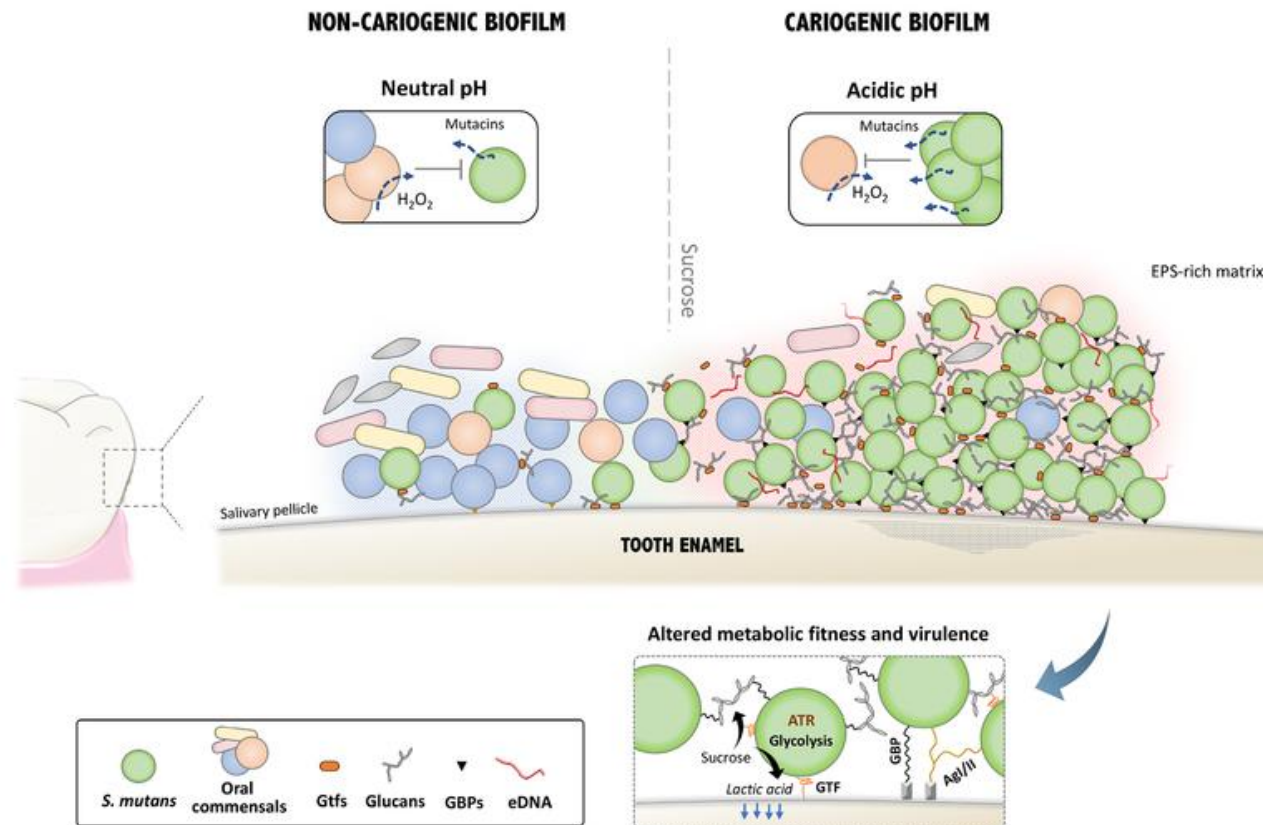 NON-CARIOGENIC BIOFILM
CARIOGENIC BIOFILM
Neutral pH
Acidic pH
Mutacins
H₂O₂
Mutacins
H₂O₂
Sucrose
EPS-rich matrix
Salivary pellicle
TOOTH ENAMEL
Altered metabolic fitness and virulence
ATR
Glycolysis
Sucrose
Lactic acid
GTF
GBP
AgI/II
S. mutans
Oral
commensals
Gtfs
Glucans
GBPs
eDNA